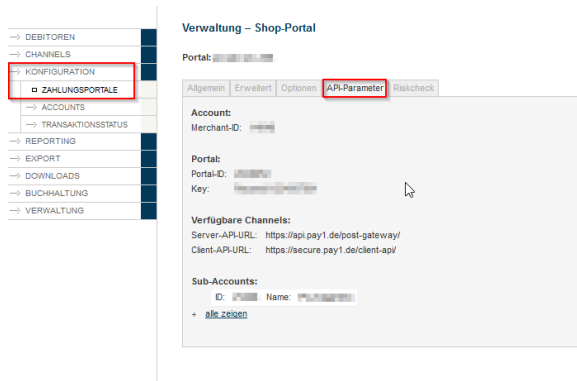 DEBITOREN
CHANNELS
KONFIGURATION
ZAHLUNGSPORTALE
ACCOUNTS
TRANSAKTIONSSTATUS
REPORTING
EXPORT
DOWNLOADS
BUCHHALTUNG
VERWALTUNG
Verwaltung – Shop-Portal
Portal:
Allgemein Erweitert Optionen API-Parameter Riskcheck
Account:
Merchant-ID:
Portal:
Portal-ID:
Key:
Verfügbare Channels:
Server-API-URL: https://api.pay1.de/post-gateway/
Client-API-URL: https://secure.pay1.de/client-api/
Sub-Accounts:
ID: Name:
+ alle zeigen